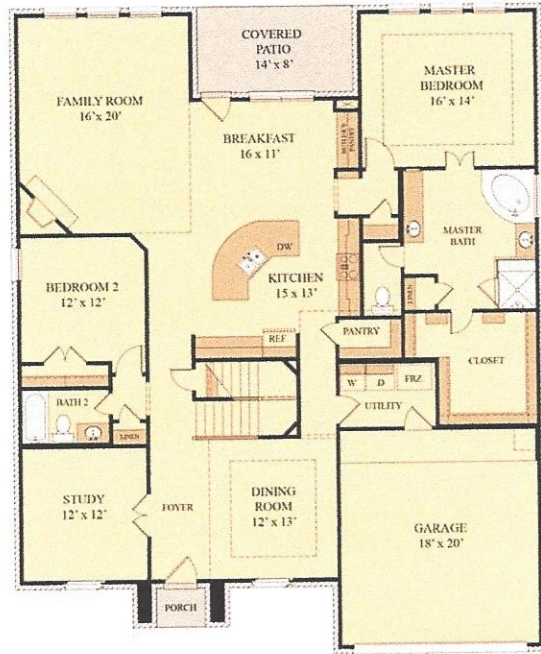 COVERED
PATIO
14' x 8'
FAMILY ROOM
16'x 20'
MASTER
BEDROOM
16' x 14'
BREAKFAST
16 x 11'
BUTLER'S
PANTRY
MASTER
BATH
DW
KITCHEN
15 x 13'
BEDROOM 2
12' x 12'
LINEN
REF
PANTRY
CLOSET
W
D
FRZ
UTILITY
BATH 2
LINEN
STUDY
12' x 12'
FOYER
DINING
ROOM
12' x 13'
GARAGE
18' x 20'
PORCH